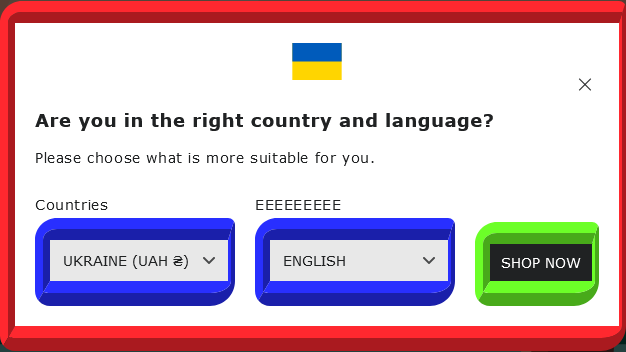 Are you in the right country and language?
Please choose what is more suitable for you.
Countries
EEEEEEEEE
UKRAINE (UAH ₴)
ENGLISH
SHOP NOW